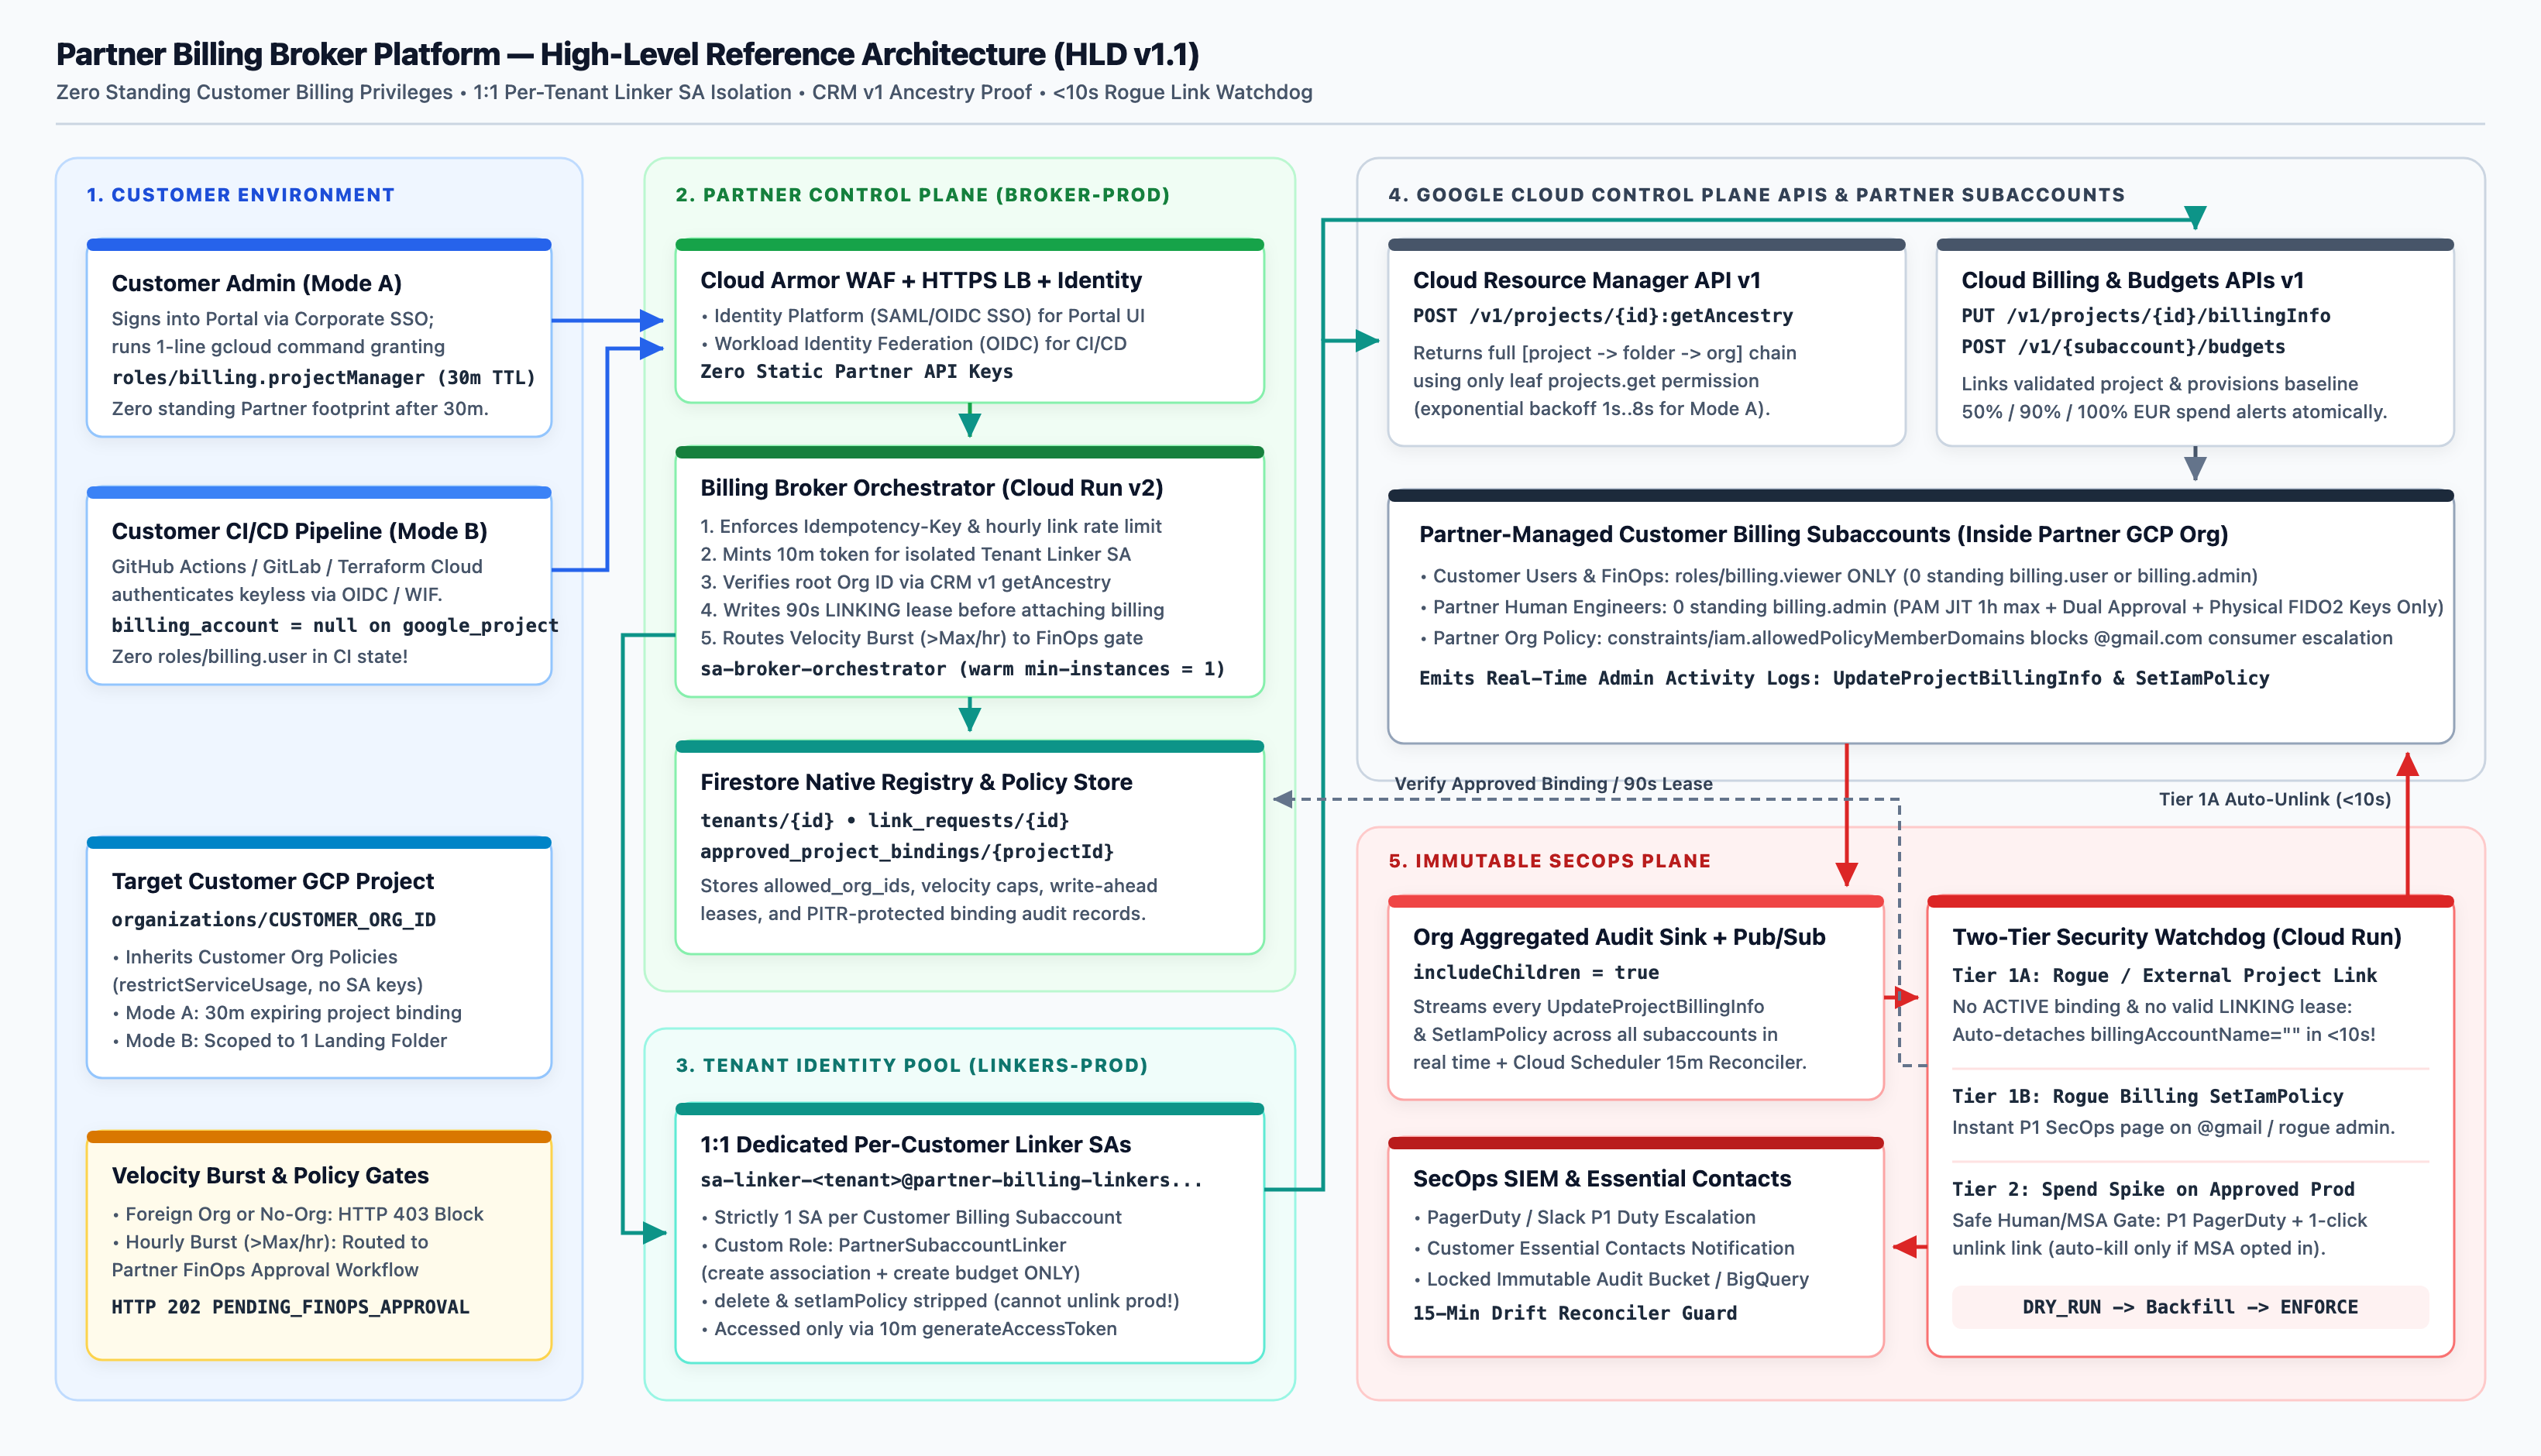 Partner Billing Broker Platform — High-Level Reference Architecture (HLD v1.1)
Zero Standing Customer Billing Privileges • 1:1 Per-Tenant Linker SA Isolation • CRM v1 Ancestry Proof • <10s Rogue Link Watchdog
1. CUSTOMER ENVIRONMENT
Customer Admin (Mode A)
Signs into Portal via Corporate SSO;
runs 1-line gcloud command granting
roles/billing.projectManager (30m TTL)
Zero standing Partner footprint after 30m.
Customer CI/CD Pipeline (Mode B)
GitHub Actions / GitLab / Terraform Cloud
authenticates keyless via OIDC / WIF.
billing_account = null on google_project
Zero roles/billing.user in CI state!
Target Customer GCP Project
organizations/CUSTOMER_ORG_ID
• Inherits Customer Org Policies
(restrictServiceUsage, no SA keys)
• Mode A: 30m expiring project binding
• Mode B: Scoped to 1 Landing Folder
Velocity Burst & Policy Gates
• Foreign Org or No-Org: HTTP 403 Block
• Hourly Burst (>Max/hr): Routed to
Partner FinOps Approval Workflow
HTTP 202 PENDING_FINOPS_APPROVAL
2. PARTNER CONTROL PLANE (BROKER-PROD)
Cloud Armor WAF + HTTPS LB + Identity
• Identity Platform (SAML/OIDC SSO) for Portal UI
• Workload Identity Federation (OIDC) for CI/CD
Zero Static Partner API Keys
Billing Broker Orchestrator (Cloud Run v2)
1. Enforces Idempotency-Key & hourly link rate limit
2. Mints 10m token for isolated Tenant Linker SA
3. Verifies root Org ID via CRM v1 getAncestry
4. Writes 90s LINKING lease before attaching billing
5. Routes Velocity Burst (>Max/hr) to FinOps gate
sa-broker-orchestrator (warm min-instances = 1)
Firestore Native Registry & Policy Store
tenants/{id} • link_requests/{id}
approved_project_bindings/{projectId}
Stores allowed_org_ids, velocity caps, write-ahead
leases, and PITR-protected binding audit records.
3. TENANT IDENTITY POOL (LINKERS-PROD)
1:1 Dedicated Per-Customer Linker SAs
sa-linker-<tenant>@partner-billing-linkers...
• Strictly 1 SA per Customer Billing Subaccount
• Custom Role: PartnerSubaccountLinker
(create association + create budget ONLY)
• delete & setIamPolicy stripped (cannot unlink prod!)
• Accessed only via 10m generateAccessToken
4. GOOGLE CLOUD CONTROL PLANE APIS & PARTNER SUBACCOUNTS
Cloud Resource Manager API v1
POST /v1/projects/{id}:getAncestry
Returns full [project -> folder -> org] chain
using only leaf projects.get permission
(exponential backoff 1s..8s for Mode A).
Cloud Billing & Budgets APIs v1
PUT /v1/projects/{id}/billingInfo
POST /v1/{subaccount}/budgets
Links validated project & provisions baseline
50% / 90% / 100% EUR spend alerts atomically.
Partner-Managed Customer Billing Subaccounts (Inside Partner GCP Org)
• Customer Users & FinOps: roles/billing.viewer ONLY (0 standing billing.user or billing.admin)
• Partner Human Engineers: 0 standing billing.admin (PAM JIT 1h max + Dual Approval + Physical FIDO2 Keys Only)
• Partner Org Policy: constraints/iam.allowedPolicyMemberDomains blocks @gmail.com consumer escalation
Emits Real-Time Admin Activity Logs: UpdateProjectBillingInfo & SetIamPolicy
Verify Approved Binding / 90s Lease
Tier 1A Auto-Unlink (<10s)
5. IMMUTABLE SECOPS PLANE
Org Aggregated Audit Sink + Pub/Sub
includeChildren = true
Streams every UpdateProjectBillingInfo
& SetIamPolicy across all subaccounts in
real time + Cloud Scheduler 15m Reconciler.
SecOps SIEM & Essential Contacts
• PagerDuty / Slack P1 Duty Escalation
• Customer Essential Contacts Notification
• Locked Immutable Audit Bucket / BigQuery
15-Min Drift Reconciler Guard
Two-Tier Security Watchdog (Cloud Run)
Tier 1A: Rogue / External Project Link
No ACTIVE binding & no valid LINKING lease:
Auto-detaches billingAccountName="" in <10s!
Tier 1B: Rogue Billing SetIamPolicy
Instant P1 SecOps page on @gmail / rogue admin.
Tier 2: Spend Spike on Approved Prod
Safe Human/MSA Gate: P1 PagerDuty + 1-click
unlink link (auto-kill only if MSA opted in).
DRY_RUN -> Backfill -> ENFORCE